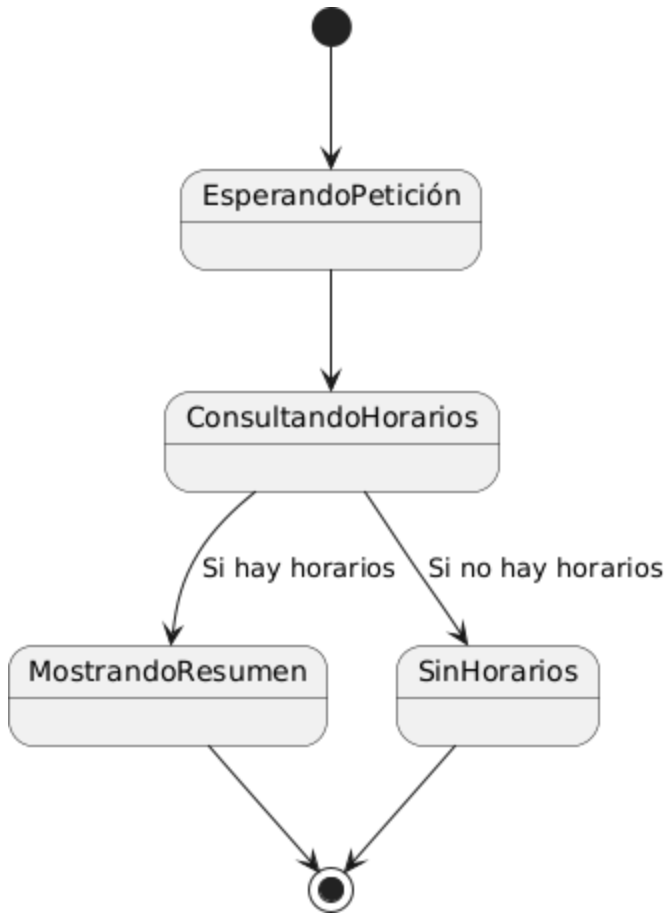 EsperandoPetición
ConsultandoHorarios
Si hay horarios
Si no hay horarios
MostrandoResumen
SinHorarios